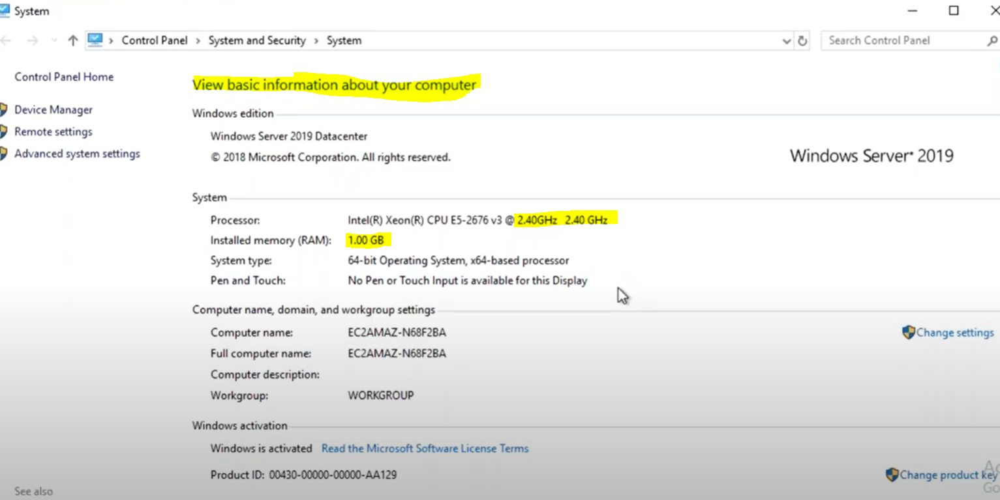 System
Control Panel › System and Security › System
Search Control Panel
Control Panel Home
Device Manager
Remote settings
Advanced system settings
View basic information about your computer
Windows edition
Windows Server 2019 Datacenter
© 2018 Microsoft Corporation. All rights reserved.
Windows Server® 2019
System
Processor: Intel(R) Xeon(R) CPU E5-2676 v3 @ 2.40GHz 2.40 GHz
Installed memory (RAM): 1.00 GB
System type: 64-bit Operating System, x64-based processor
Pen and Touch: No Pen or Touch Input is available for this Display
Computer name, domain, and workgroup settings
Computer name: EC2AMAZ-N68F2BA
Change settings
Full computer name: EC2AMAZ-N68F2BA
Computer description:
Workgroup: WORKGROUP
Windows activation
Windows is activated Read the Microsoft Software License Terms
Product ID: 00430-00000-00000-AA129
Change product key
See also